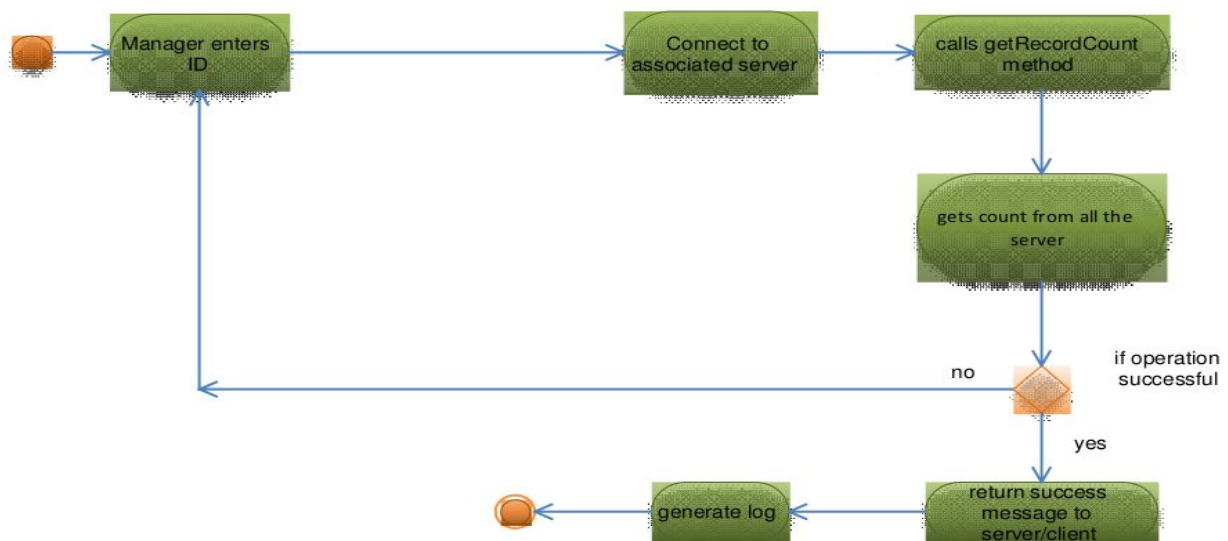 Manager enters
ID
Connect to
associated server
calls getRecordCount
method
gets count from all the
server
if operation
successful
no
yes
return success
message to
server/client
generate log